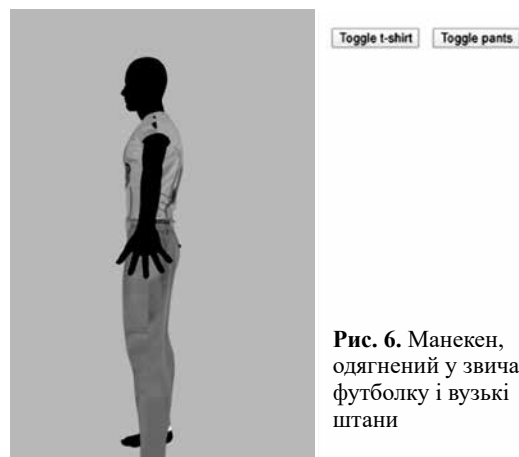 Toggle t-shirt Toggle pants
Рис. 6. Манекен,
одягнений у звича
футболку і вузькі
штани